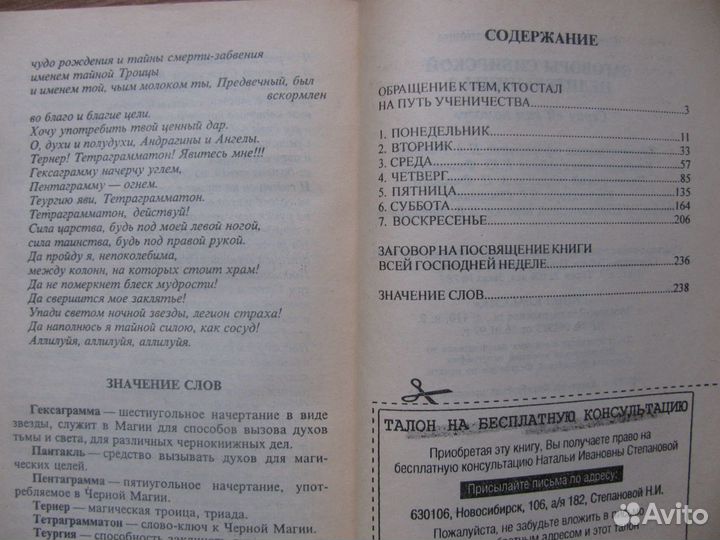 чудо рождения и тайны смерти-забвения
именем тайной Троицы
и именем той, чьим молоком ты, Предвечный, был
вскормлен
во благо и благие цели.
Хочу употребить твой ценный дар.
О, духи и полудухи, Андрагины и Ангелы.
Тернер! Тетраграмматон! Явитесь мне!!!
Гексаграмму начерчу углем,
Пентаграмму — огнем.
Теургию яви, Тетраграмматон.
Тетраграмматон, действуй!
Сила царства, будь под моей левой ногой,
сила таинства, будь под правой рукой.
Да пройду я, непоколебима,
между колонн, на которых стоит храм!
Да не померкнет блеск мудрости!
Да свершится мое заклятье!
Упади светом ночной звезды, легион страха!
Да наполнюсь я тайной силою, как сосуд!
Аллилуйя, аллилуйя, аллилуйя.
ЗНАЧЕНИЕ СЛОВ
Гексаграмма — шестиугольное начертание в виде
звезды, служит в Магии для способов вызова духов
тьмы и света, для различных чернокнижных дел.
Пантакль — средство вызывать духов для маги-
ческих целей.
Пентаграмма — пятиугольное начертание, упот-
ребляемое в Черной Магии.
Тернер — магическая троица, триада.
Тетраграмматон — слово-ключ к Черной Магии.
Теургия — способность
СОДЕРЖАНИЕ
ОБРАЩЕНИЕ К ТЕМ, КТО СТАЛ
НА ПУТЬ УЧЕНИЧЕСТВА 3
1. ПОНЕДЕЛЬНИК 11
2. ВТОРНИК 33
3. СРЕДА 57
4. ЧЕТВЕРГ 85
5. ПЯТНИЦА 135
6. СУББОТА 164
7. ВОСКРЕСЕНЬЕ 206
ЗАГОВОР НА ПОСВЯЩЕНИЕ КНИГИ
ВСЕЙ ГОСПОДНЕЙ НЕДЕЛЕ 236
ЗНАЧЕНИЕ СЛОВ 238
ТАЛОН НА БЕСПЛАТНУЮ КОНСУЛЬТАЦИЮ
Приобретая эту книгу, Вы получаете право на
бесплатную консультацию Натальи Ивановны Степановой
Присылайте письма по адресу:
630106, Новосибирск, 106, а/я 182, Степановой Н.И.
Пожалуйста, не забудьте вложить в
адресом и этот талон
Avito